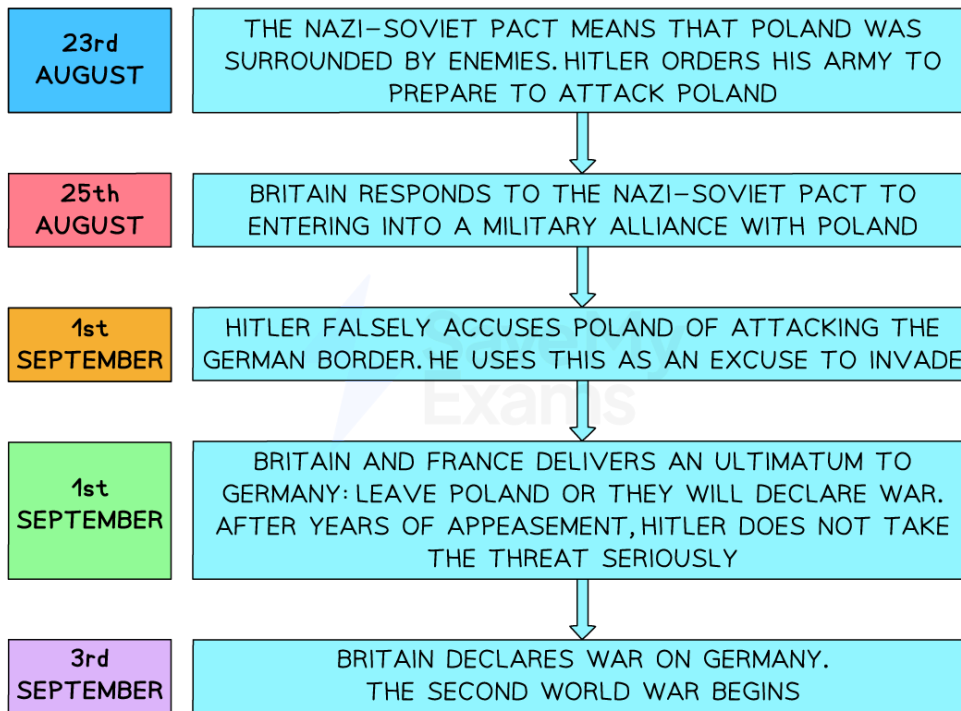 23rd
AUGUST
THE NAZI-SOVIET PACT MEANS THAT POLAND WAS
SURROUNDED BY ENEMIES. HITLER ORDERS HIS ARMY TO
PREPARE TO ATTACK POLAND
25th
AUGUST
BRITAIN RESPONDS TO THE NAZI-SOVIET PACT TO
ENTERING INTO A MILITARY ALLIANCE WITH POLAND
1st
SEPTEMBER
HITLER FALSELY ACCUSES POLAND OF ATTACKING THE
GERMAN BORDER. HE USES THIS AS AN EXCUSE TO INVADE
SaveMy
Exams
1st
SEPTEMBER
BRITAIN AND FRANCE DELIVERS AN ULTIMATUM TO
GERMANY: LEAVE POLAND OR THEY WILL DECLARE WAR.
AFTER YEARS OF APPEASEMENT, HITLER DOES NOT TAKE
THE THREAT SERIOUSLY
3rd
SEPTEMBER
BRITAIN DECLARES WAR ON GERMANY.
THE SECOND WORLD WAR BEGINS